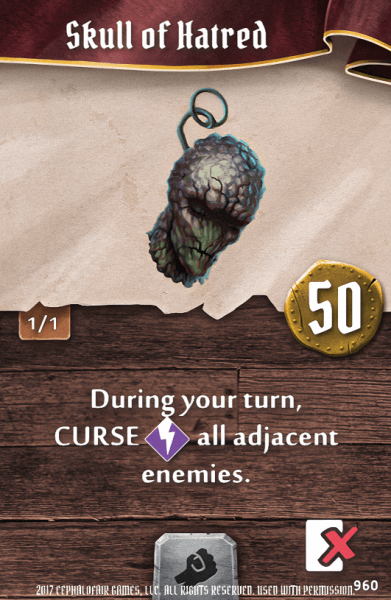 Skull of Hatred
50
1/1
During your turn,
CURSE all adjacent
enemies.
960
2017 CEPHALOFAIR GAMES, LLC. ALL RIGHTS RESERVED. USED WITH PERMISSION.